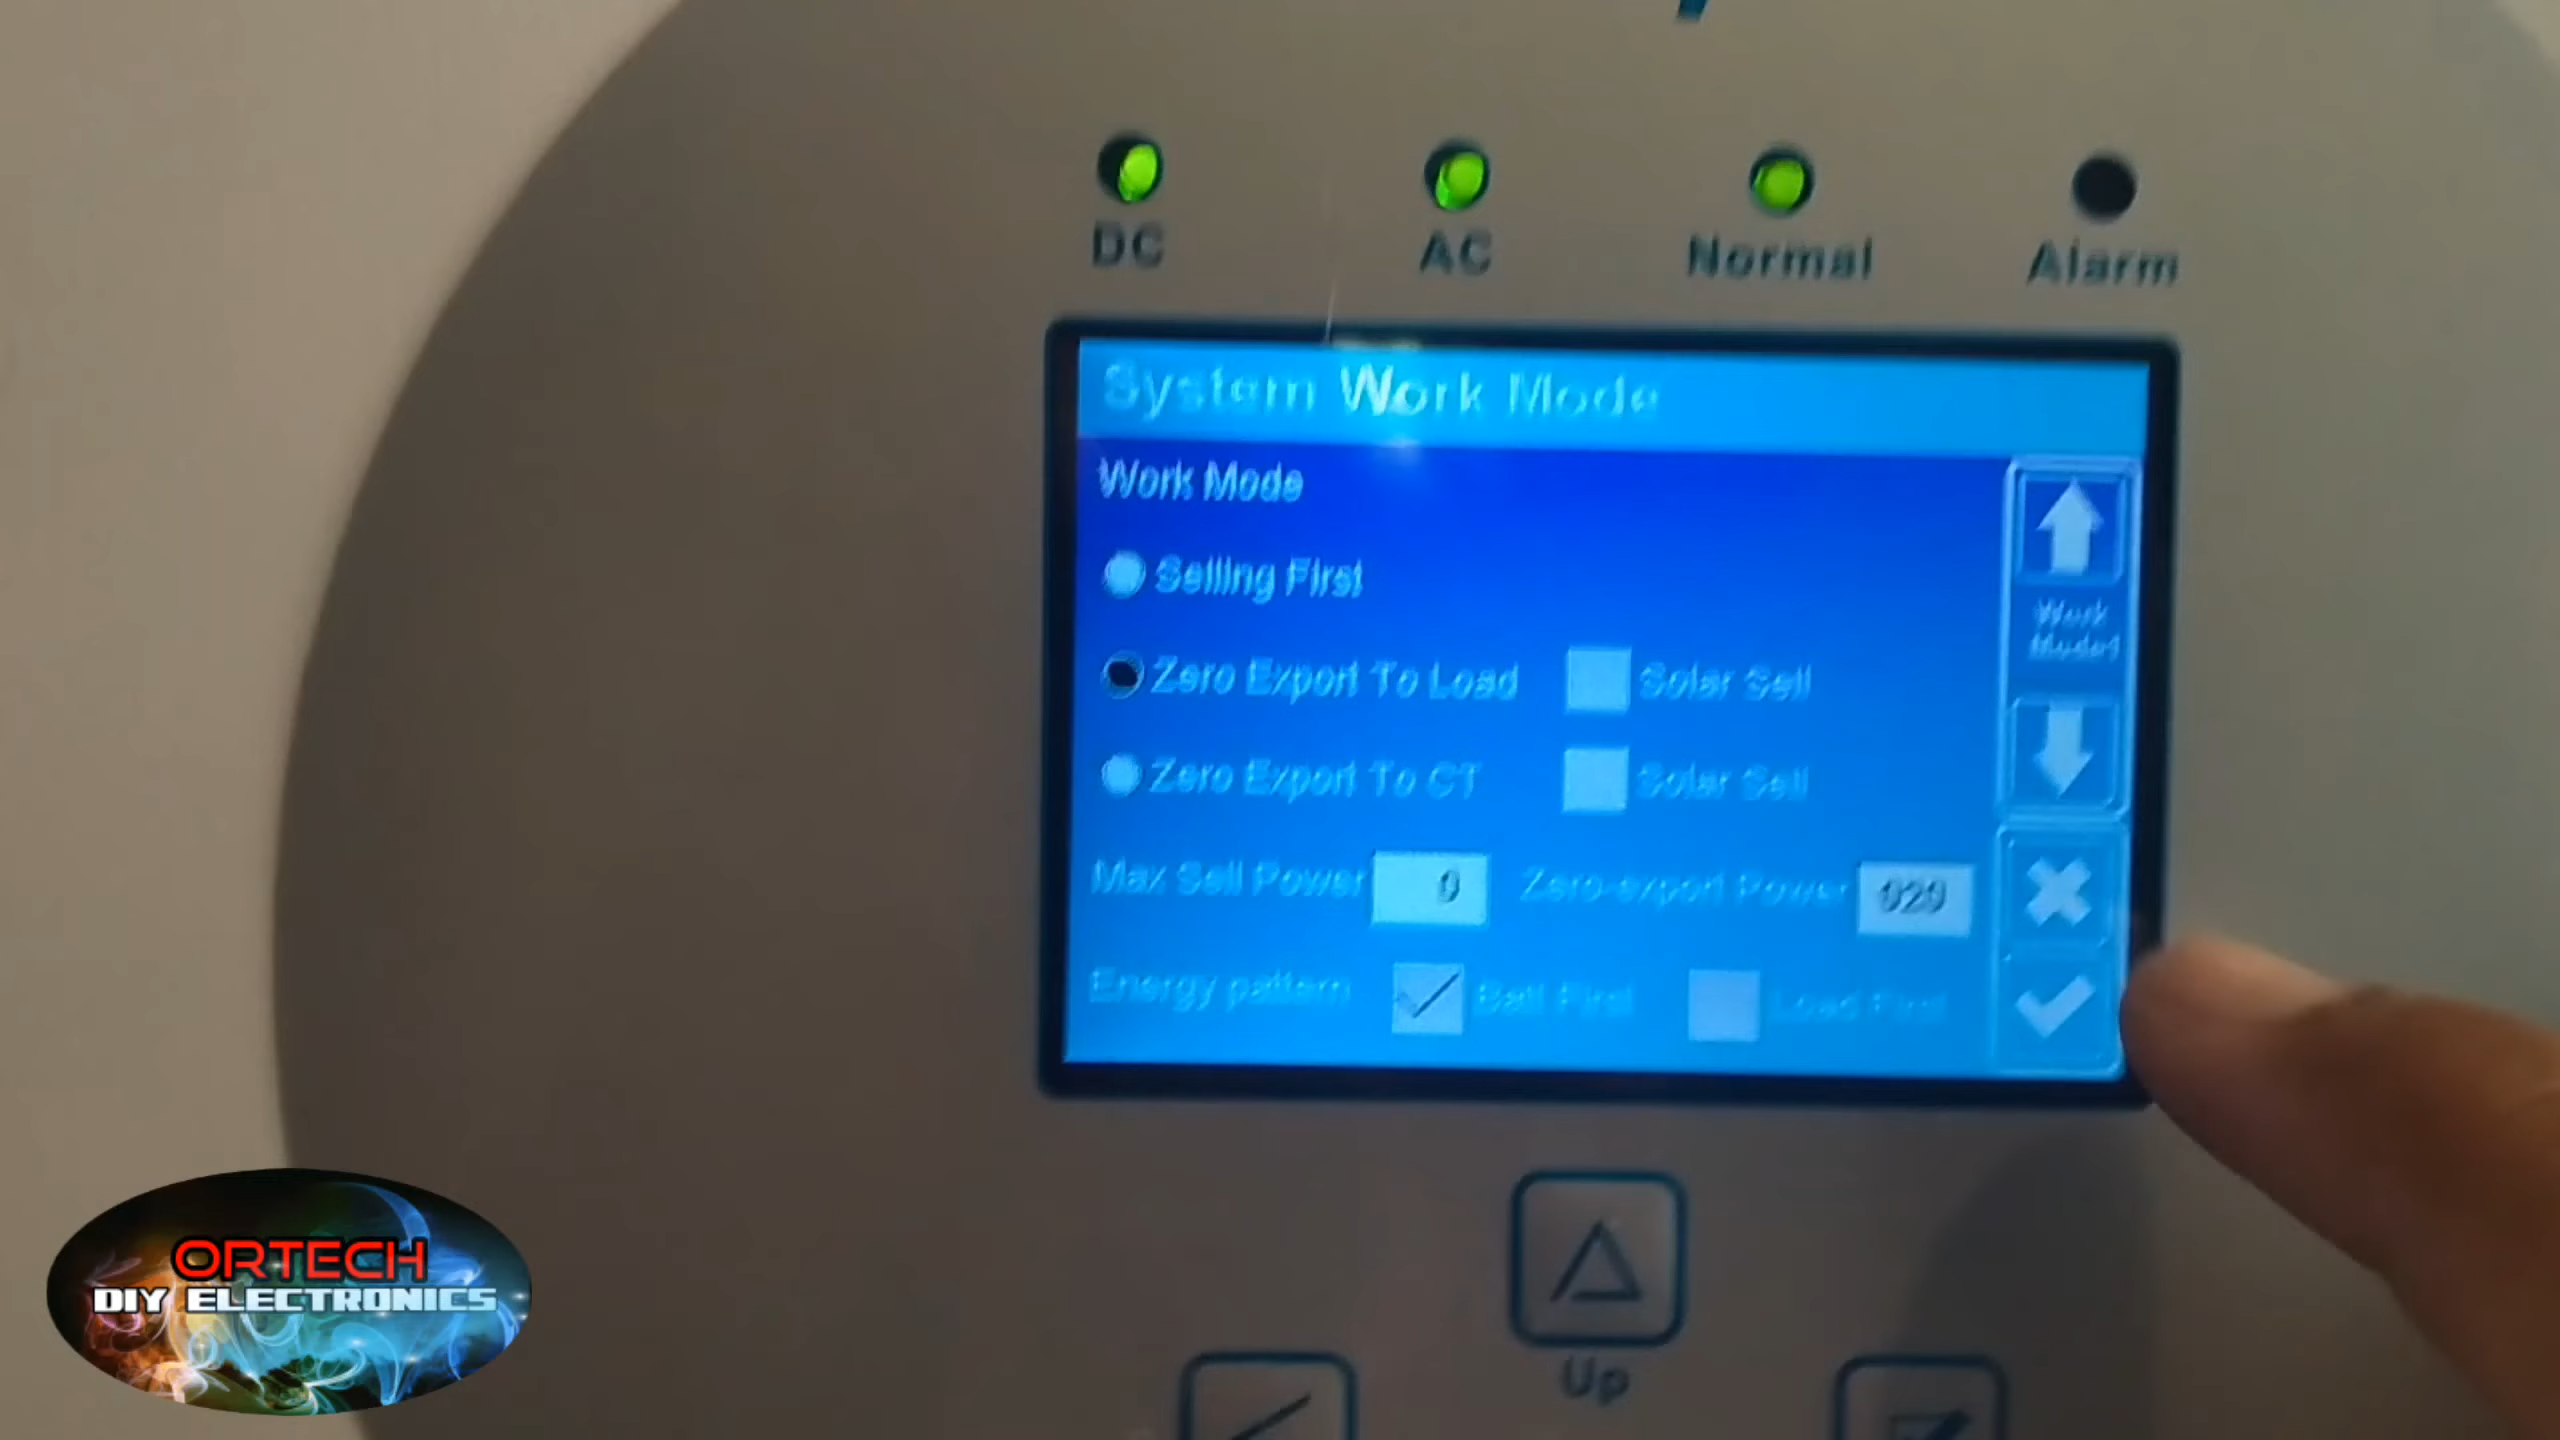 DC AC Normal Alarm
System Work Mode
Work Mode
Selling First
Zero Export To Load Solar Sell
Work Mode1
Zero Export To CT Solar Sell
Max Sell Power 0 Zero-export Power 020
Energy pattern Batt First Load First
Up
ORTECH
DIY ELECTRONICS